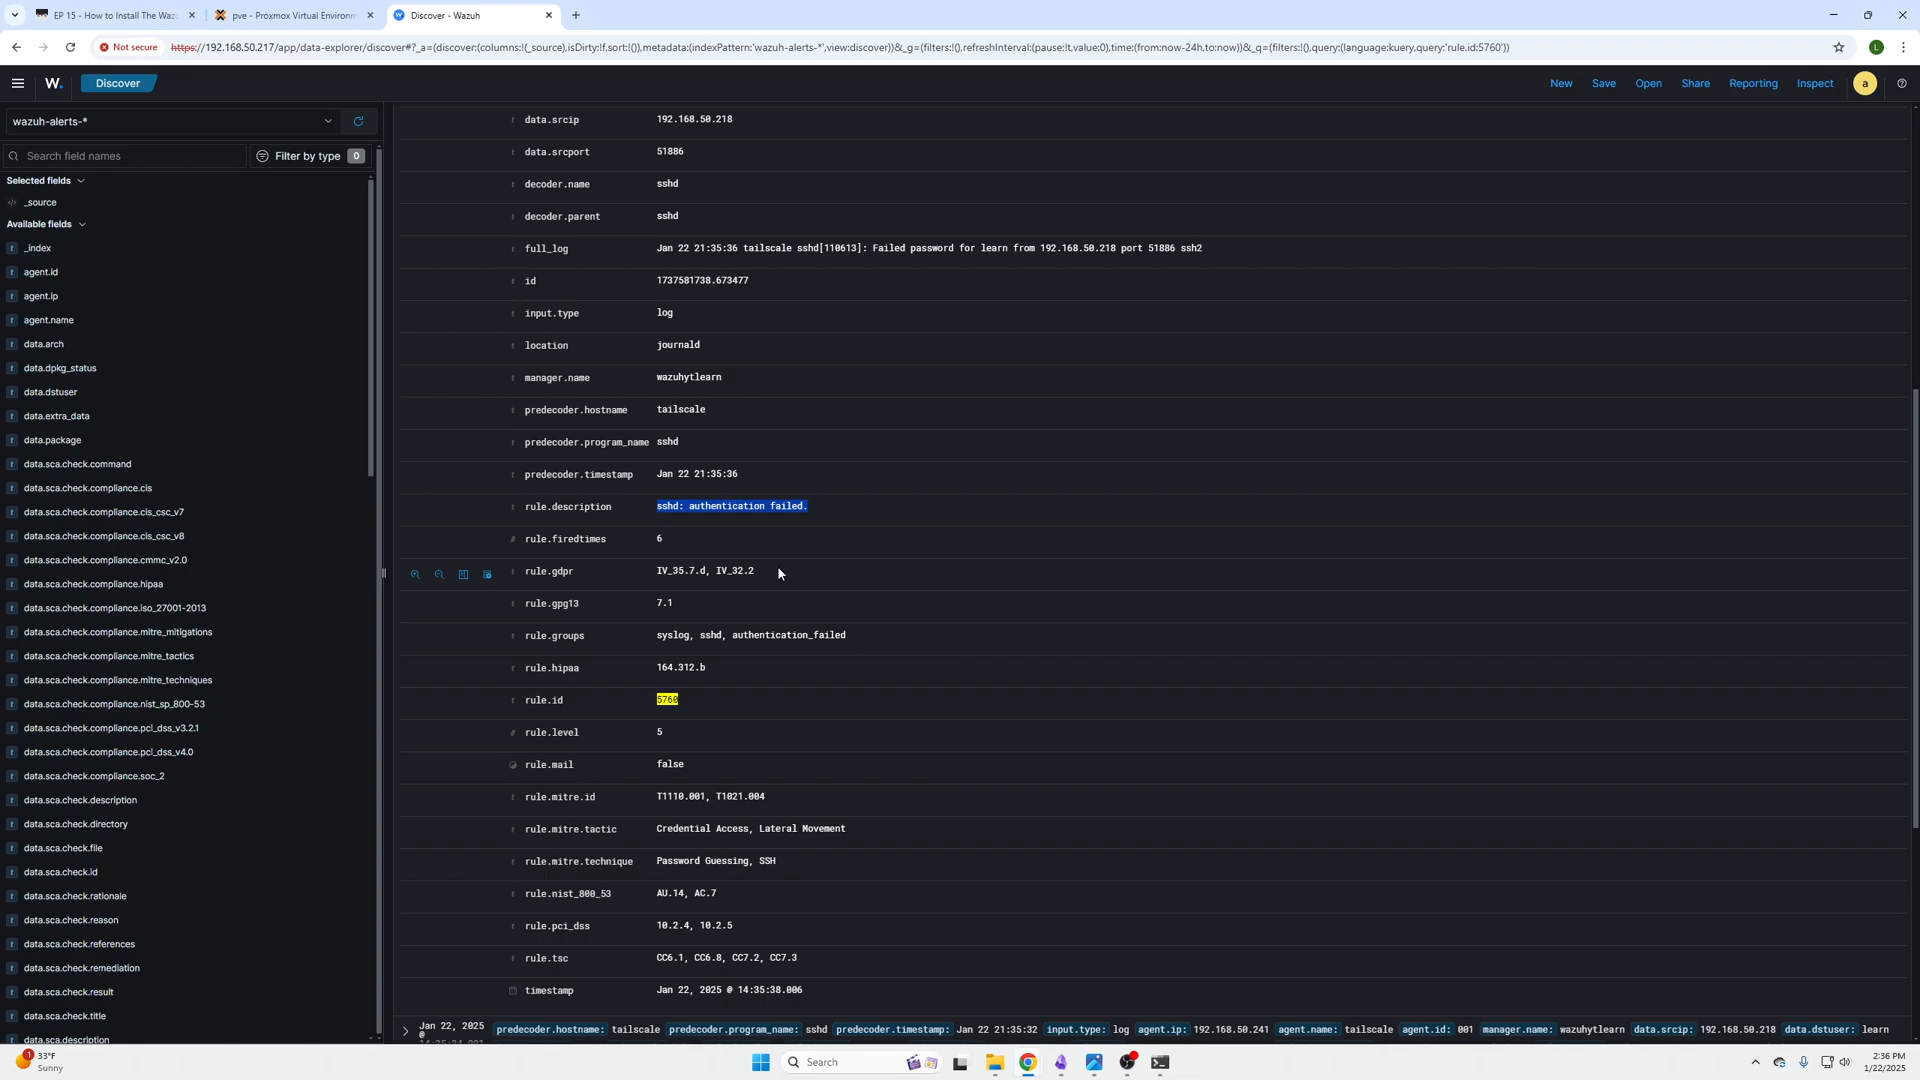 EP 15 - How to Install The Waz
pve - Proxmox Virtual Environm
Discover - Wazuh
Not secure
https://192.168.50.217/app/data-explorer/discover#?_a=(discover:(columns:!(_source),isDirty:!f,sort:!()),metadata:(indexPattern:'wazuh-alerts-*',view:discover))&_g=(filters:!(),refreshInterval:(pause:!t,value:0),time:(from:now-24h,to:now))&_q=(filters:!(),query:(language:kuery,query:'rule.id:5760'))
L
W.
Discover
New
Save
Open
Share
Reporting
Inspect
a
wazuh-alerts-*
Search field names
Filter by type 0
Selected fields
_source
Available fields
t _index
t agent.id
t agent.ip
t agent.name
t data.arch
t data.dpkg_status
t data.dstuser
t data.extra_data
t data.package
t data.sca.check.command
t data.sca.check.compliance.cis
t data.sca.check.compliance.cis_csc_v7
t data.sca.check.compliance.cis_csc_v8
t data.sca.check.compliance.cmmc_v2.0
t data.sca.check.compliance.hipaa
t data.sca.check.compliance.iso_27001-2013
t data.sca.check.compliance.mitre_mitigations
t data.sca.check.compliance.mitre_tactics
t data.sca.check.compliance.mitre_techniques
t data.sca.check.compliance.nist_sp_800-53
t data.sca.check.compliance.pci_dss_v3.2.1
t data.sca.check.compliance.pci_dss_v4.0
t data.sca.check.compliance.soc_2
t data.sca.check.description
t data.sca.check.directory
t data.sca.check.file
t data.sca.check.id
t data.sca.check.rationale
t data.sca.check.reason
t data.sca.check.references
t data.sca.check.remediation
t data.sca.check.result
t data.sca.check.title
data.sca.description
t data.srcip 192.168.50.218
t data.srcport 51886
t decoder.name sshd
t decoder.parent sshd
t full_log Jan 22 21:35:36 tailscale sshd[110613]: Failed password for learn from 192.168.50.218 port 51886 ssh2
t id 1737581738.673477
t input.type log
t location journald
t manager.name wazuhytlearn
t predecoder.hostname tailscale
t predecoder.program_name sshd
t predecoder.timestamp Jan 22 21:35:36
t rule.description sshd: authentication failed.
# rule.firedtimes 6
t rule.gdpr IV_35.7.d, IV_32.2
t rule.gpg13 7.1
t rule.groups syslog, sshd, authentication_failed
t rule.hipaa 164.312.b
t rule.id 5760
# rule.level 5
rule.mail false
t rule.mitre.id T1110.001, T1021.004
t rule.mitre.tactic Credential Access, Lateral Movement
t rule.mitre.technique Password Guessing, SSH
t rule.nist_800_53 AU.14, AC.7
t rule.pci_dss 10.2.4, 10.2.5
t rule.tsc CC6.1, CC6.8, CC7.2, CC7.3
timestamp Jan 22, 2025 @ 14:35:38.006
Jan 22, 2025 @ predecoder.hostname: tailscale predecoder.program_name: sshd predecoder.timestamp: Jan 22 21:35:32 input.type: log agent.ip: 192.168.50.241 agent.name: tailscale agent.id: 001 manager.name: wazuhytlearn data.srcip: 192.168.50.218 data.dstuser: learn
1
33°F
Sunny
Search
2:36 PM
1/22/2025